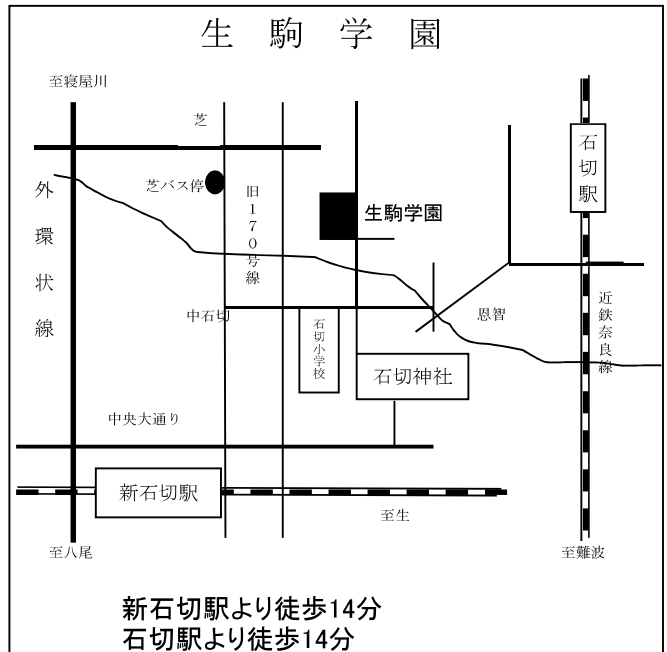 生駒学園
至寝屋川
芝
外環状線
芝バス停
旧170号線
生駒学園
石切駅
中石切
石切小学校
恩智
近鉄奈良線
石切神社
中央大通り
新石切駅
至生
至八尾
至難波
新石切駅より徒歩14分
石切駅より徒歩14分